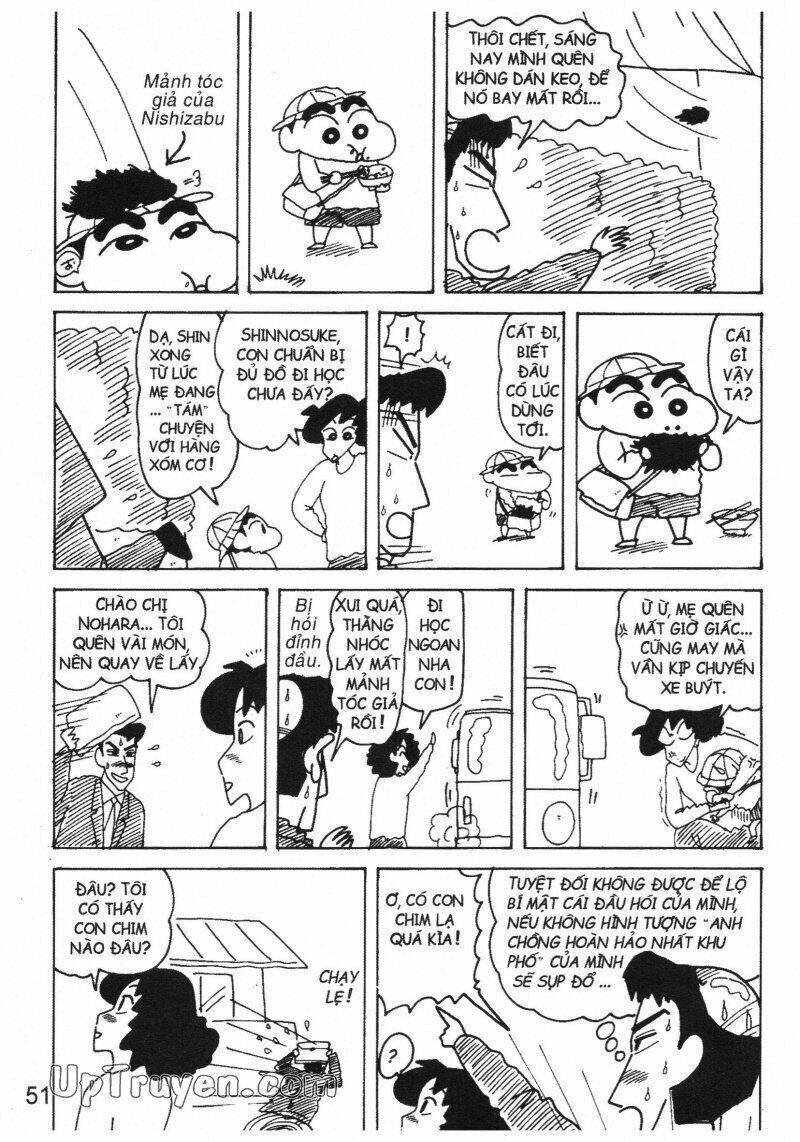 THÔI CHẾT, SÁNG
NAY MÌNH QUÊN
KHÔNG DÁN KEO, ĐỂ
NÓ BAY MẤT RỒI...
Mảnh tóc
giả của
Nishizabu
=3
CÁI
GÌ
VẬY
TA?
CẤT ĐI,
BIẾT
ĐÂU
CÓ LÚC
DÙNG
TỚI.
!
SHINNOSUKE,
CON CHUẨN BỊ
ĐỦ ĐỒ ĐI HỌC
CHƯA ĐẤY?
DẠ, SHIN
XONG
TỪ LÚC
MẸ ĐANG
... "TÁM"
CHUYỆN
VỚI HÀNG
XÓM CƠ!
Ừ Ừ, MẸ QUÊN
MẤT GIỜ GIẤC...
CŨNG MAY MÀ
VẪN KỊP CHUYẾN
XE BUÝT.
ĐI
HỌC
NGOAN
NHA
CON!
XUI QUÁ,
THẰNG
NHÓC
LẤY MẤT
MẢNH
TÓC GIẢ
RỒI!
Bị
hói
đỉnh
đầu.
CHÀO CHỊ
NOHARA... TÔI
QUÊN VÀI MÓN,
NÊN QUAY VỀ LẤY.
TUYỆT ĐỐI KHÔNG ĐƯỢC ĐỂ LỘ
BÍ MẬT CÁI ĐẦU HÓI CỦA MÌNH,
NẾU KHÔNG HÌNH TƯỢNG "ANH
CHỒNG HOÀN HẢO NHẤT KHU
PHỐ" CỦA MÌNH
SẼ SỤP ĐỔ ...
Ơ, CÓ CON
CHIM LẠ
QUÁ KÌA!
?
ĐÂU? TÔI
CÓ THẤY
CON CHIM
NÀO ĐÂU?
CHẠY
LẸ!
51
UpTruyen.com